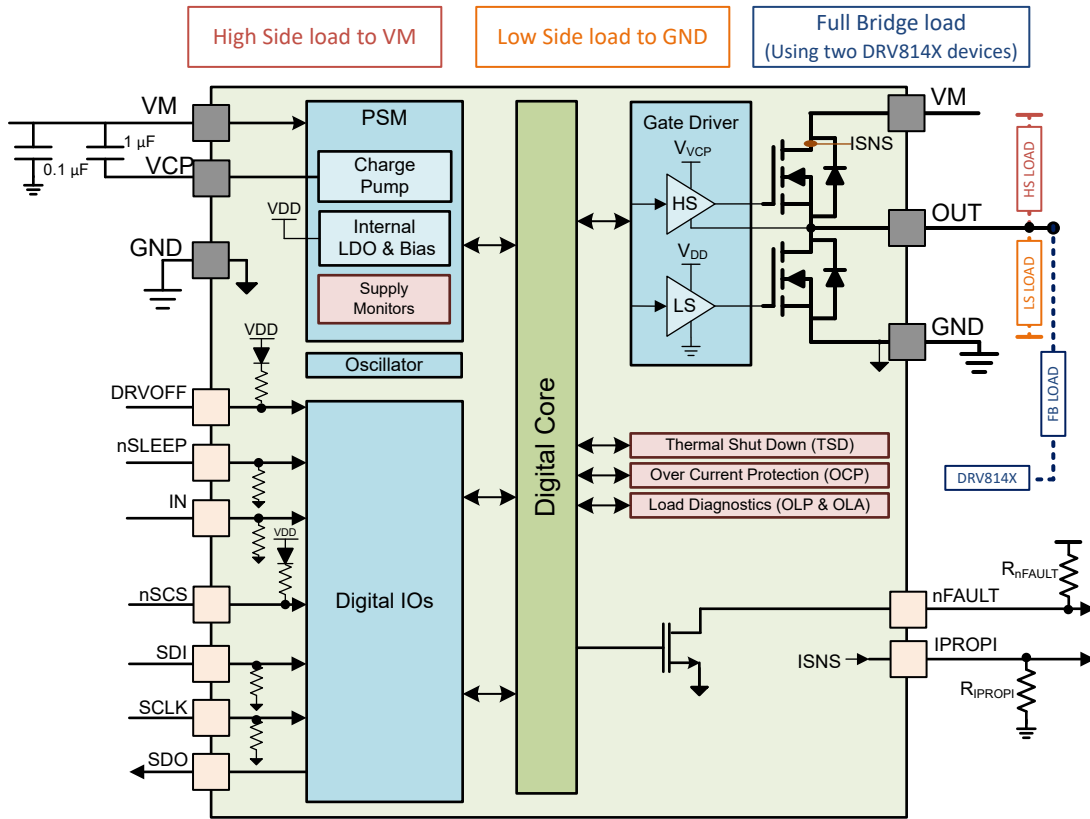 High Side load to VM
Low Side load to GND
Full Bridge load
(Using two DRV814X devices)
VM
1 µF
0.1 µF
VCP
GND
PSM
Charge
Pump
VDD
Internal
LDO & Bias
Supply
Monitors
Oscillator
VDD
DRVOFF
nSLEEP
IN
VDD
nSCS
SDI
SCLK
SDO
Digital IOs
Digital Core
Gate Driver
VVCP
HS
VDD
LS
ISNS
VM
OUT
GND
HS LOAD
LS LOAD
FB LOAD
DRV814X
Thermal Shut Down (TSD)
Over Current Protection (OCP)
Load Diagnostics (OLP & OLA)
RnFAULT
nFAULT
ISNS
IPROPI
RIPROPI